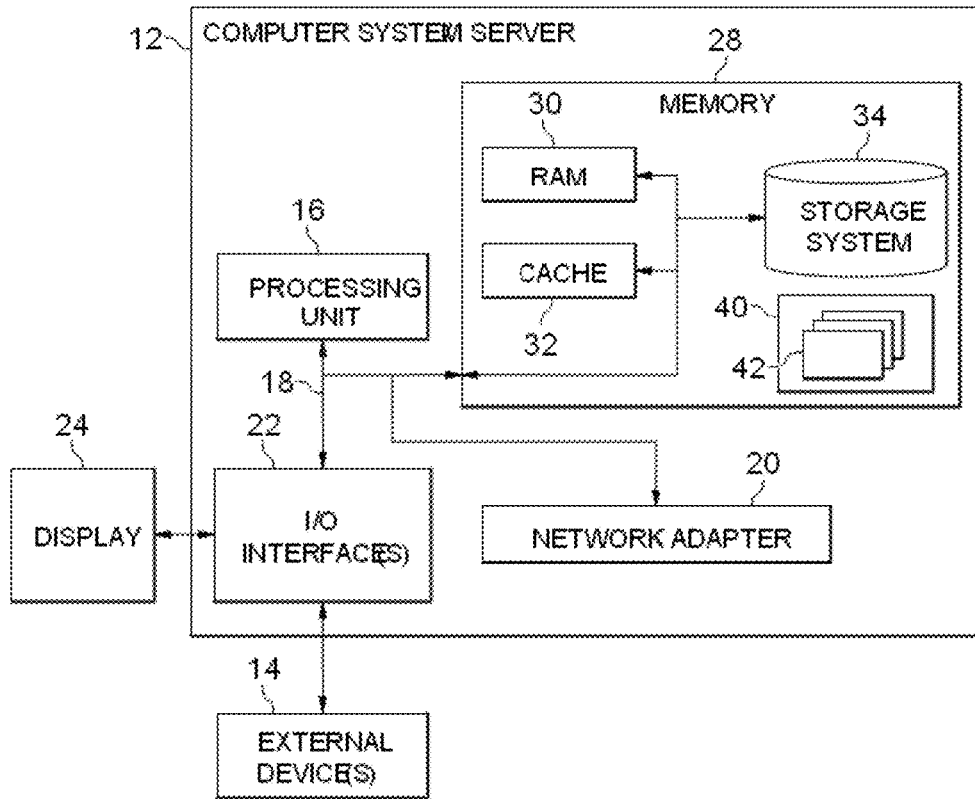 12
COMPUTER SYSTEM SERVER
28
MEMORY
30
RAM
34
STORAGE
SYSTEM
16
PROCESSING
UNIT
CACHE
32
40
42
18
24
22
20
DISPLAY
I/O
INTERFACE(S)
NETWORK ADAPTER
14
EXTERNAL
DEVICE(S)